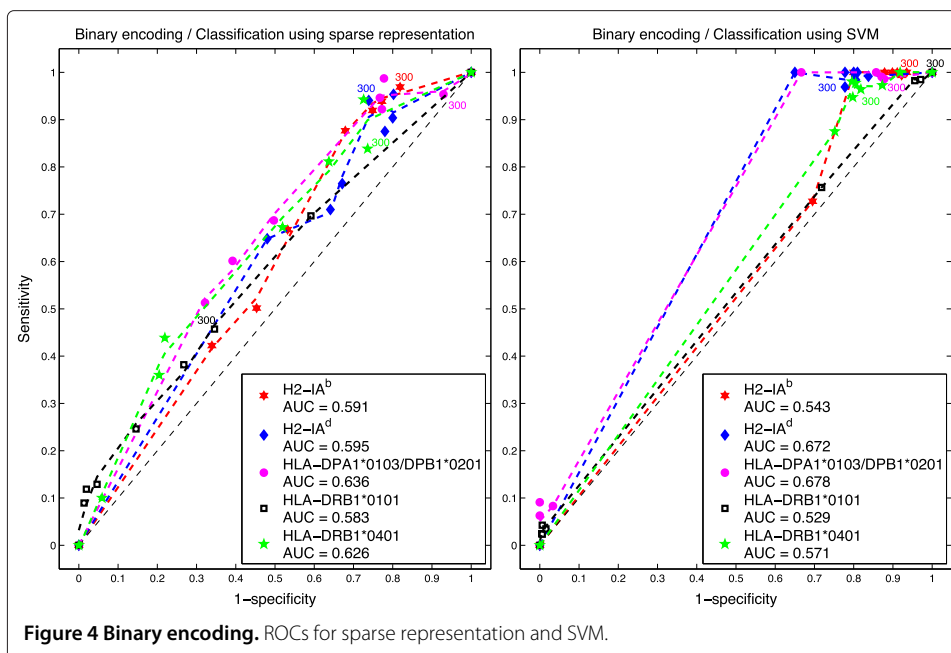 Binary encoding / Classification using sparse representation
Sensitivity
1
0.9
0.8
0.7
0.6
0.5
0.4
0.3
0.2
0.1
0
300
300
300
300
300
H2−IAᵇ
AUC = 0.591
H2−IAᵈ
AUC = 0.595
HLA−DPA1*0103/DPB1*0201
AUC = 0.636
HLA−DRB1*0101
AUC = 0.583
HLA−DRB1*0401
AUC = 0.626
0 0.1 0.2 0.3 0.4 0.5 0.6 0.7 0.8 0.9 1
1−specificity
Binary encoding / Classification using SVM
1
0.9
0.8
0.7
0.6
0.5
0.4
0.3
0.2
0.1
0
300 300
300 300
300
H2−IAᵇ
AUC = 0.543
H2−IAᵈ
AUC = 0.672
HLA−DPA1*0103/DPB1*0201
AUC = 0.678
HLA−DRB1*0101
AUC = 0.529
HLA−DRB1*0401
AUC = 0.571
0 0.1 0.2 0.3 0.4 0.5 0.6 0.7 0.8 0.9 1
1−specificity
Figure 4 Binary encoding. ROCs for sparse representation and SVM.